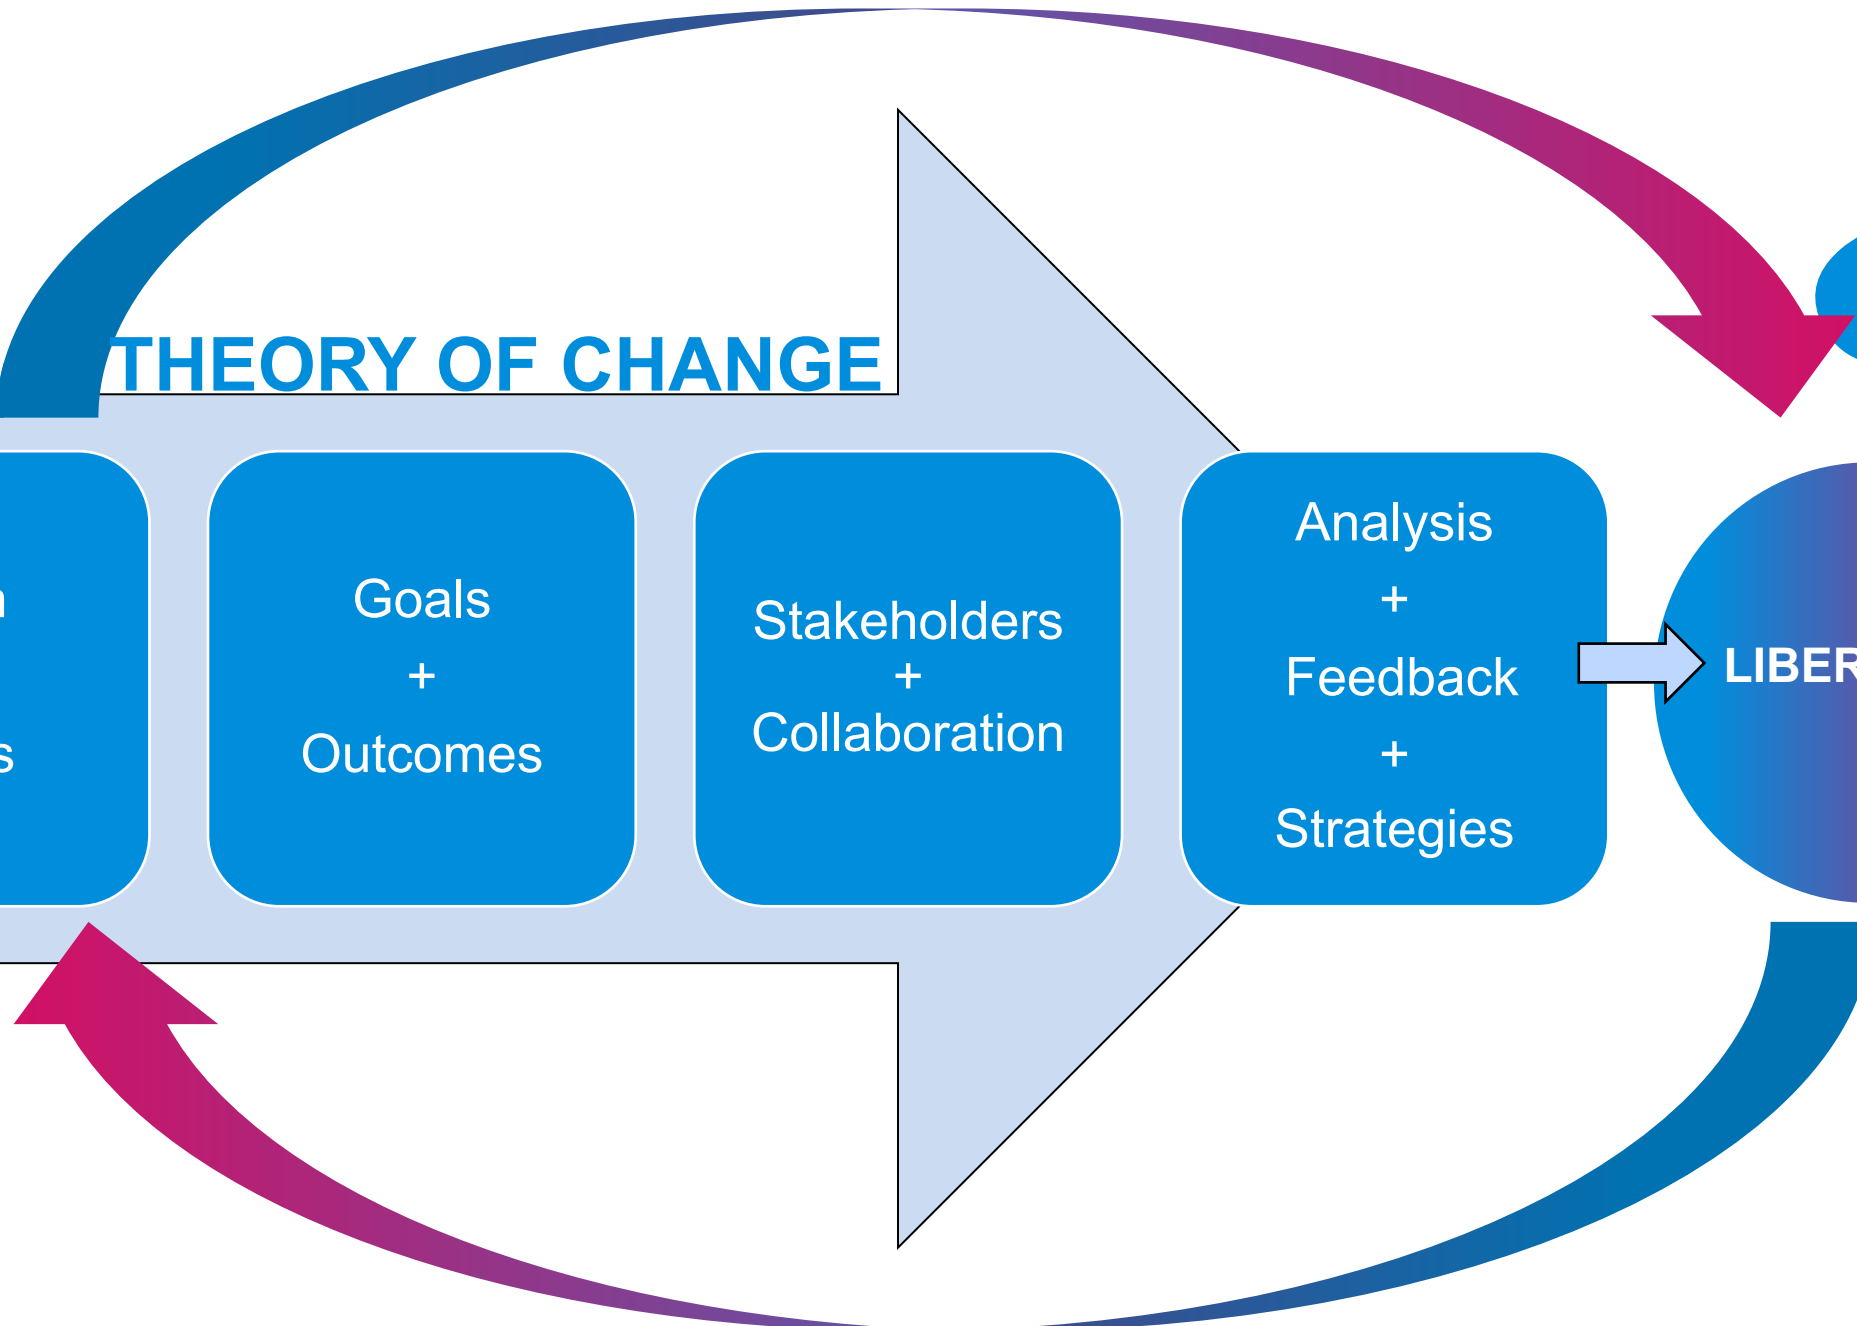 THEORY OF CHANGE
Goals
+
Outcomes
Stakeholders
+
Collaboration
Analysis
+
Feedback
+
Strategies